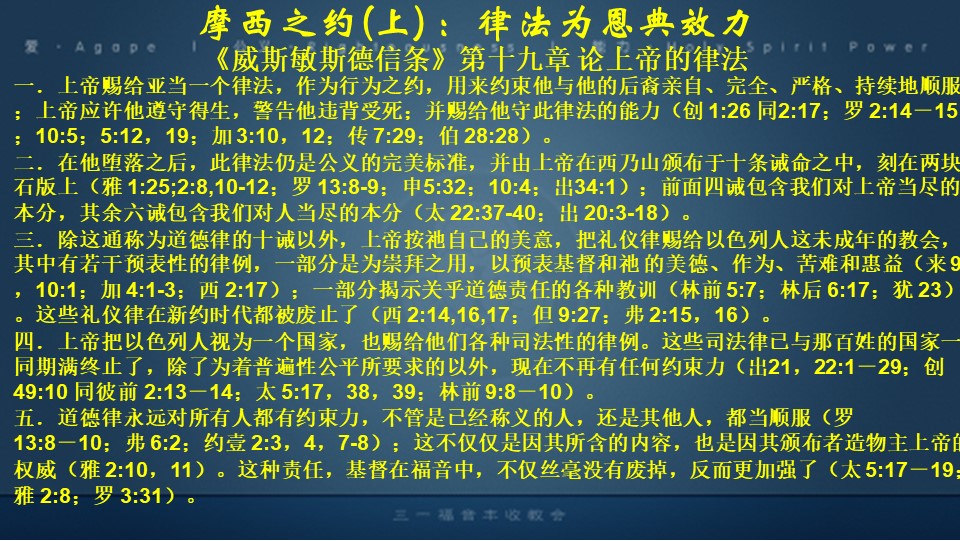 摩西之约(上)：律法为恩典效力
爱 · Agape | 公义 · Righteousness | 能力 · Holy Spirit Power
《威斯敏斯德信条》第十九章 论上帝的律法
一．上帝赐给亚当一个律法，作为行为之约，用来约束他与他的后裔亲自、完全、严格、持续地顺服
；上帝应许他遵守得生，警告他违背受死；并赐给他守此律法的能力（创 1:26 同2:17；罗 2:14－15
；10:5；5:12，19；加 3:10，12；传 7:29；伯 28:28）。
二．在他堕落之后，此律法仍是公义的完美标准，并由上帝在西乃山颁布于十条诫命之中，刻在两块
石版上（雅 1:25;2:8,10-12；罗 13:8-9；申5:32；10:4；出34:1）；前面四诫包含我们对上帝当尽的
本分，其余六诫包含我们对人当尽的本分（太 22:37-40；出 20:3-18）。
三．除这通称为道德律的十诫以外，上帝按祂自己的美意，把礼仪律赐给以色列人这未成年的教会，
其中有若干预表性的律例，一部分是为崇拜之用，以预表基督和祂 的美德、作为、苦难和惠益（来 9
，10:1；加 4:1-3；西 2:17）；一部分揭示关乎道德责任的各种教训（林前 5:7；林后 6:17；犹 23）
。这些礼仪律在新约时代都被废止了（西 2:14,16,17；但 9:27；弗 2:15，16）。
四．上帝把以色列人视为一个国家，也赐给他们各种司法性的律例。这些司法律已与那百姓的国家一
同期满终止了，除了为着普遍性公平所要求的以外，现在不再有任何约束力（出21，22:1－29；创
49:10 同彼前 2:13－14；太 5:17，38，39；林前 9:8－10）。
五．道德律永远对所有人都有约束力，不管是已经称义的人，还是其他人，都当顺服（罗
13:8－10；弗 6:2；约壹 2:3，4，7-8）；这不仅仅是因其所含的内容，也是因其颁布者造物主上帝的
权威（雅 2:10，11）。这种责任，基督在福音中，不仅丝毫没有废掉，反而更加强了（太 5:17－19；
雅 2:8；罗 3:31）。
三一福音丰收教会